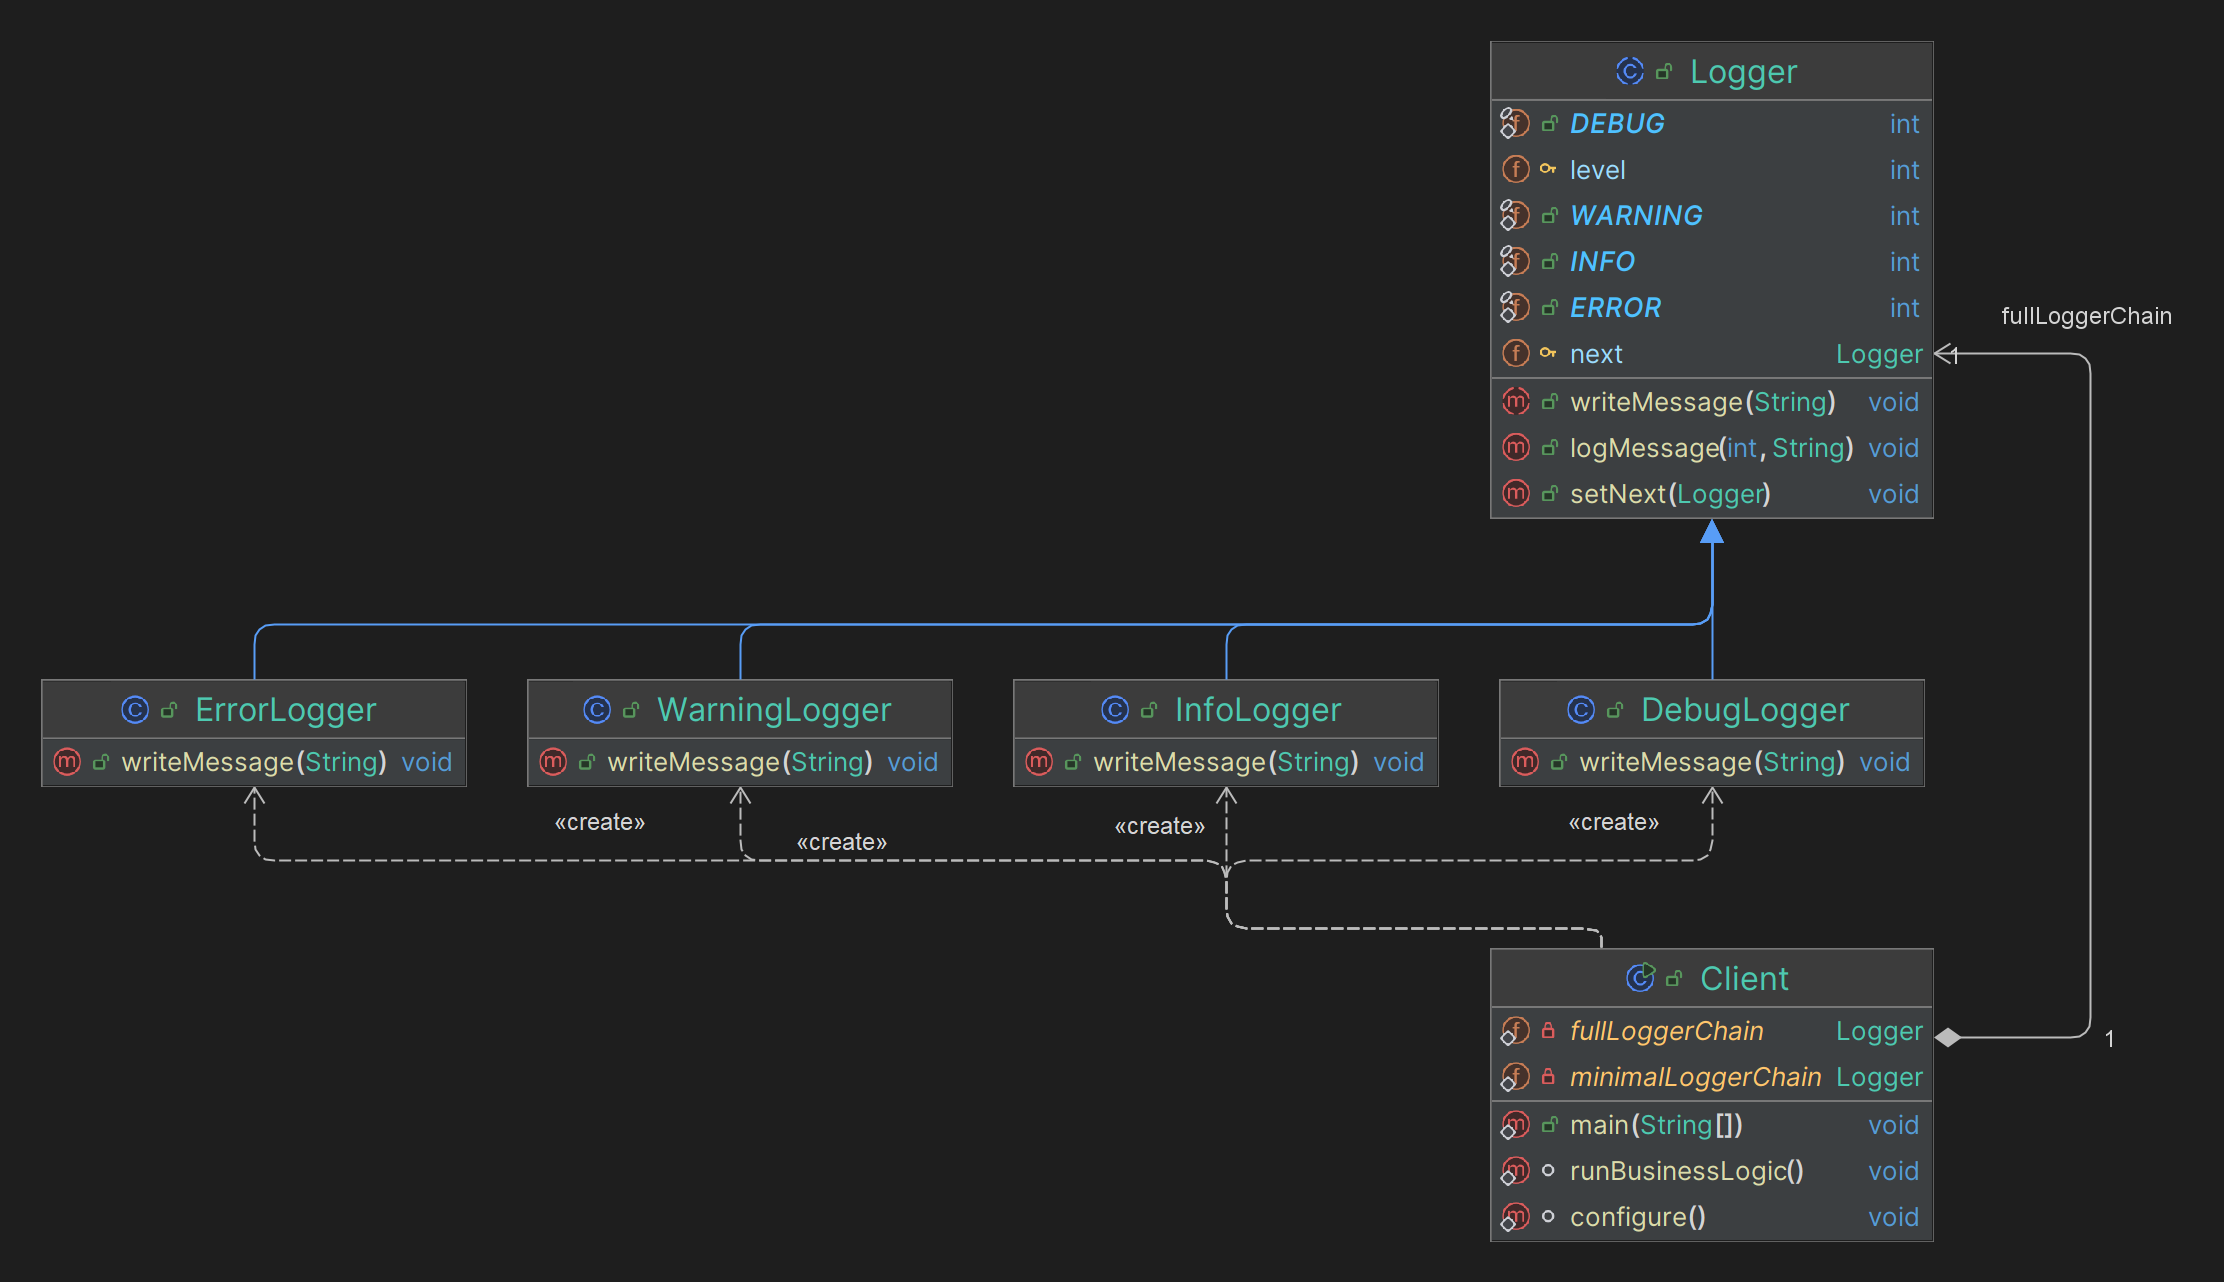 Logger
DEBUG int
level int
WARNING int
INFO int
ERROR int
next Logger
writeMessage(String) void
logMessage(int, String) void
setNext(Logger) void
fullLoggerChain
1
ErrorLogger
writeMessage(String) void
WarningLogger
writeMessage(String) void
InfoLogger
writeMessage(String) void
DebugLogger
writeMessage(String) void
«create»
«create»
«create»
«create»
Client
fullLoggerChain Logger
minimalLoggerChain Logger
main(String[]) void
runBusinessLogic() void
configure() void
1